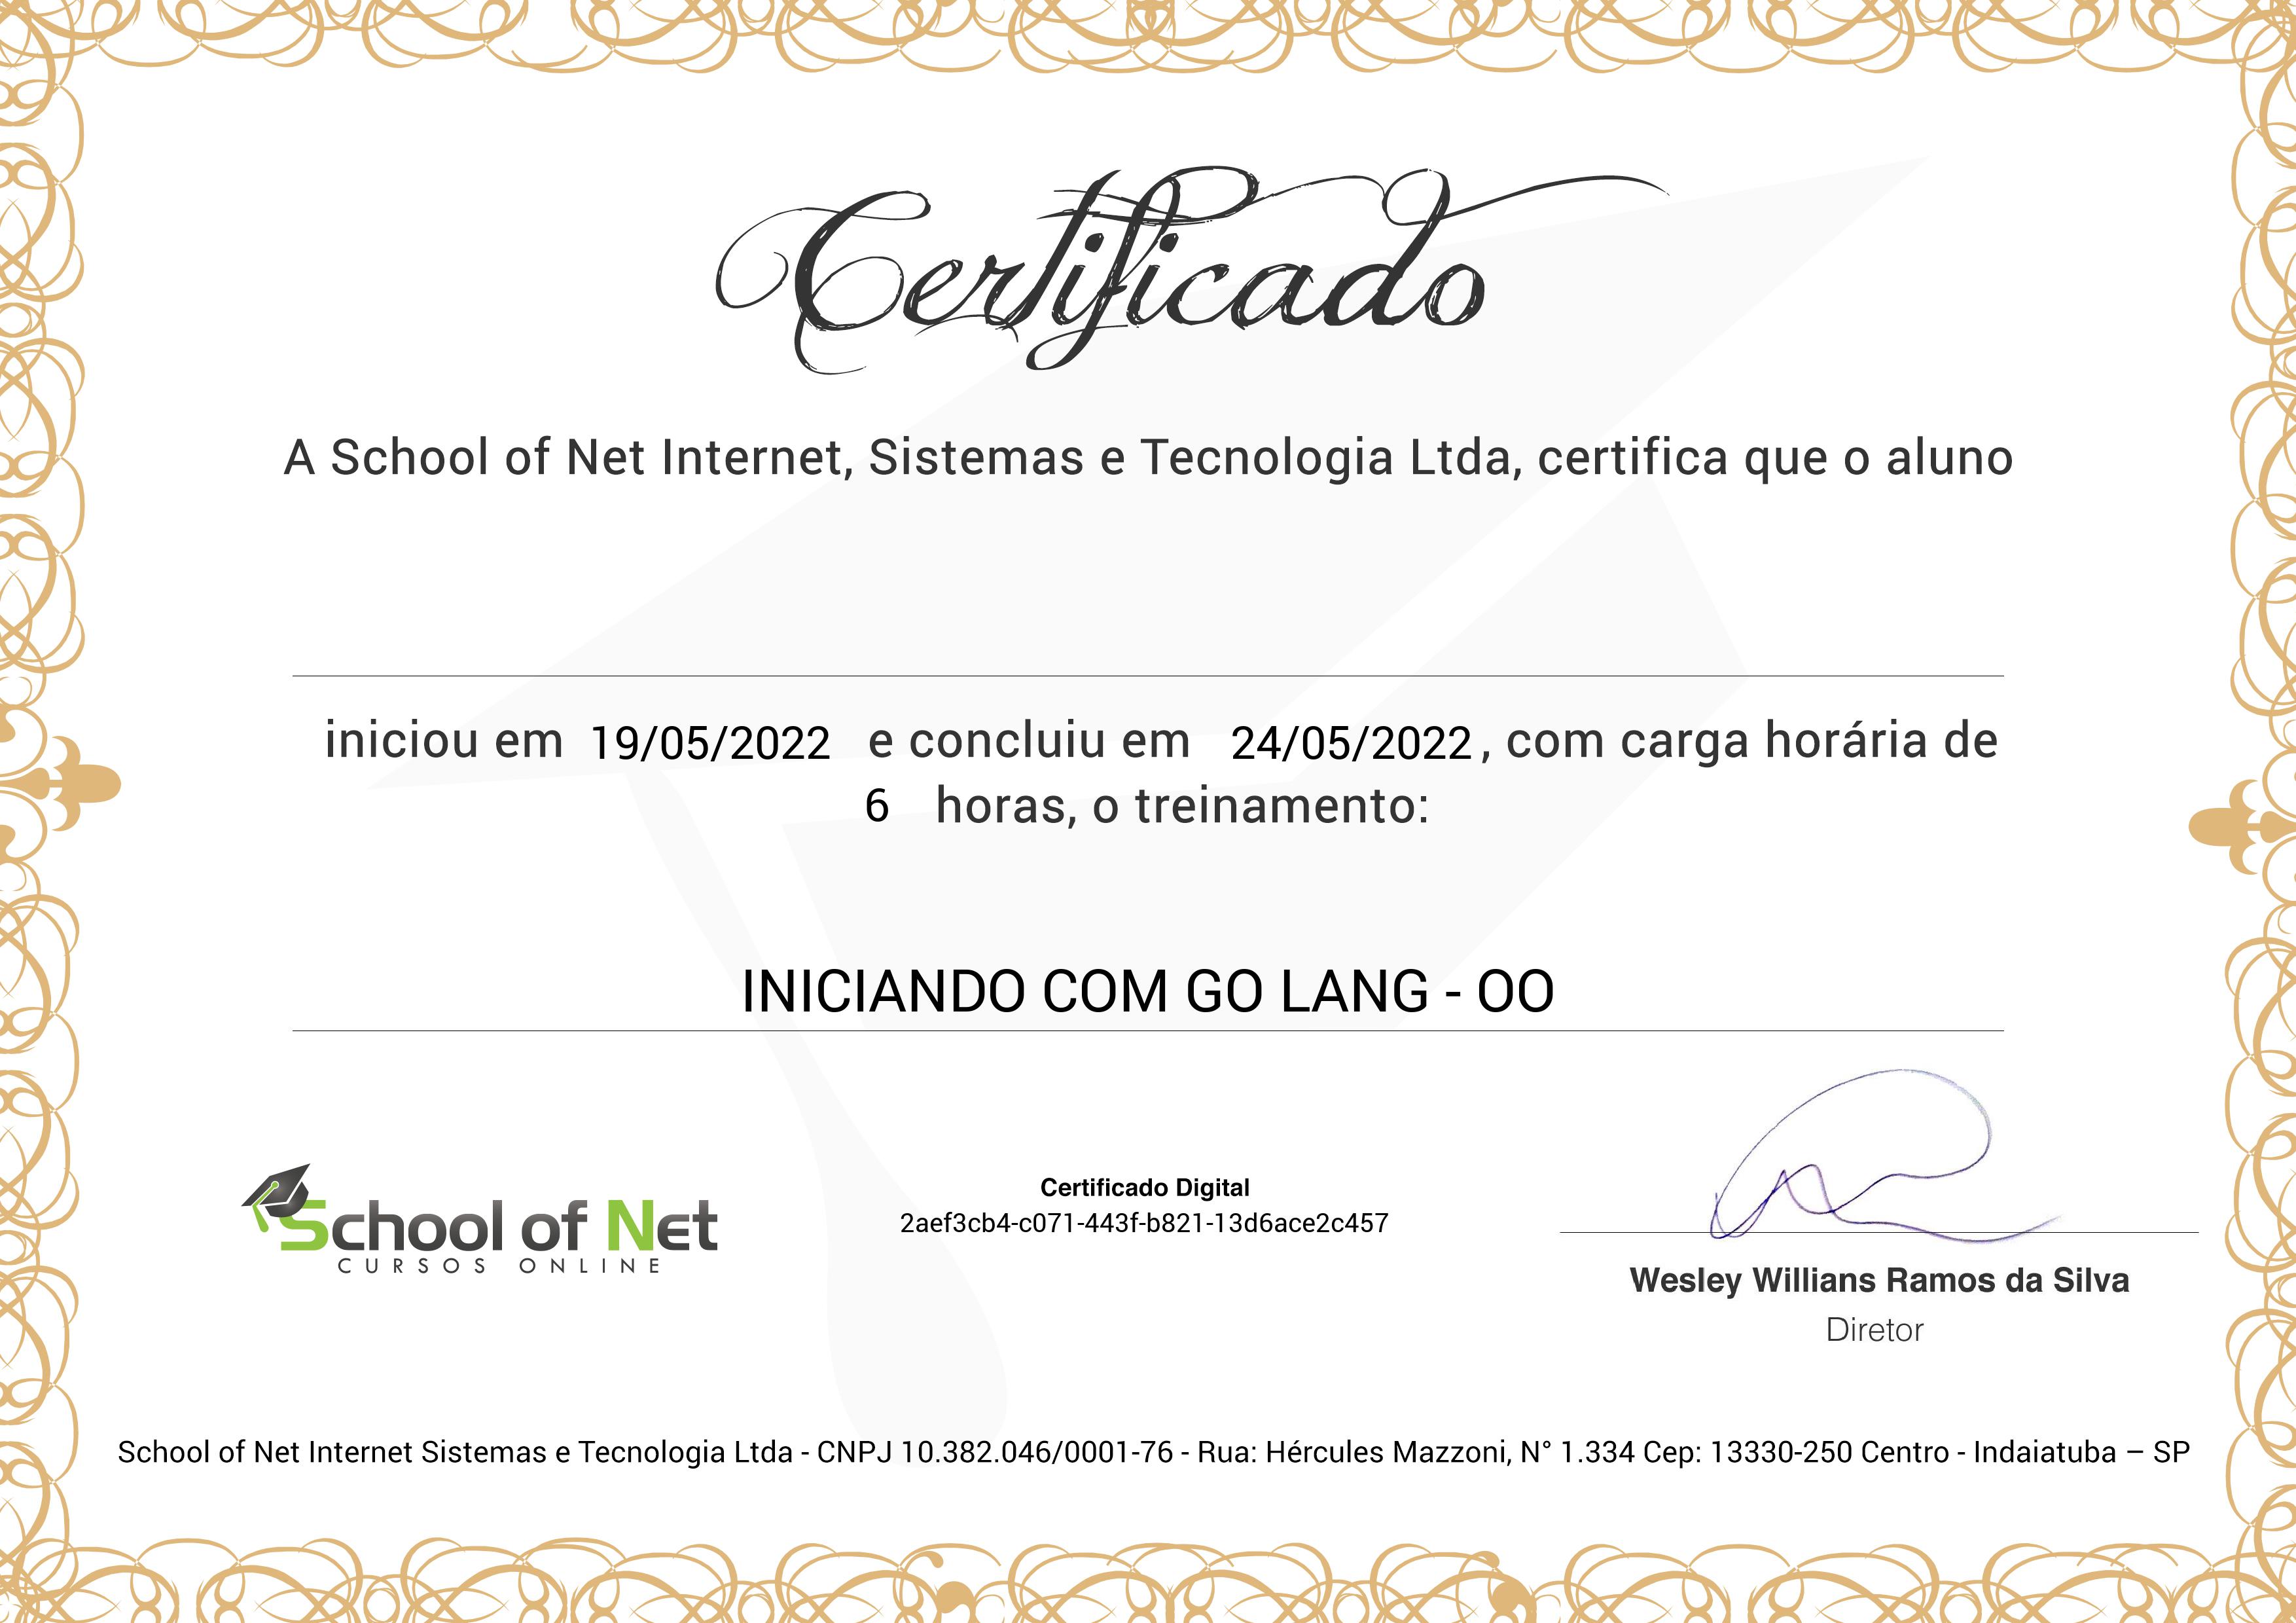 Certificado
A School of Net Internet, Sistemas e Tecnologia Ltda, certifica que o aluno
iniciou em 19/05/2022 e concluiu em 24/05/2022, com carga horária de
6 horas, o treinamento:
INICIANDO COM GO LANG - OO
School of Net
CURSOS ONLINE
Certificado Digital
2aef3cb4-c071-443f-b821-13d6ace2c457
Wesley Willians Ramos da Silva
Diretor
School of Net Internet Sistemas e Tecnologia Ltda - CNPJ 10.382.046/0001-76 - Rua: Hércules Mazzoni, N° 1.334 Cep: 13330-250 Centro - Indaiatuba – SP